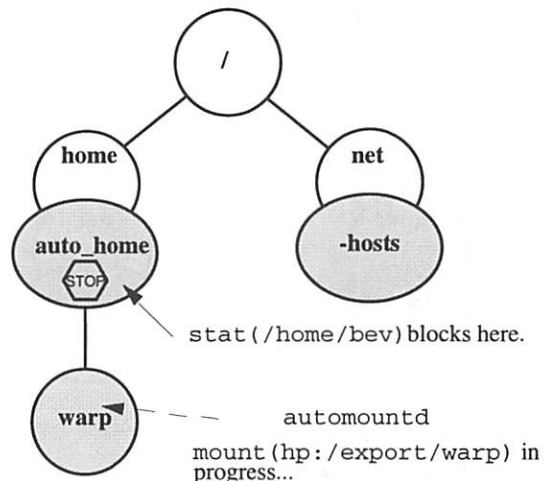 /
home
net
auto_home
-hosts
STOP
stat(/home/bev) blocks here.
warp
automountd
mount(hp:/export/warp) in
progress...